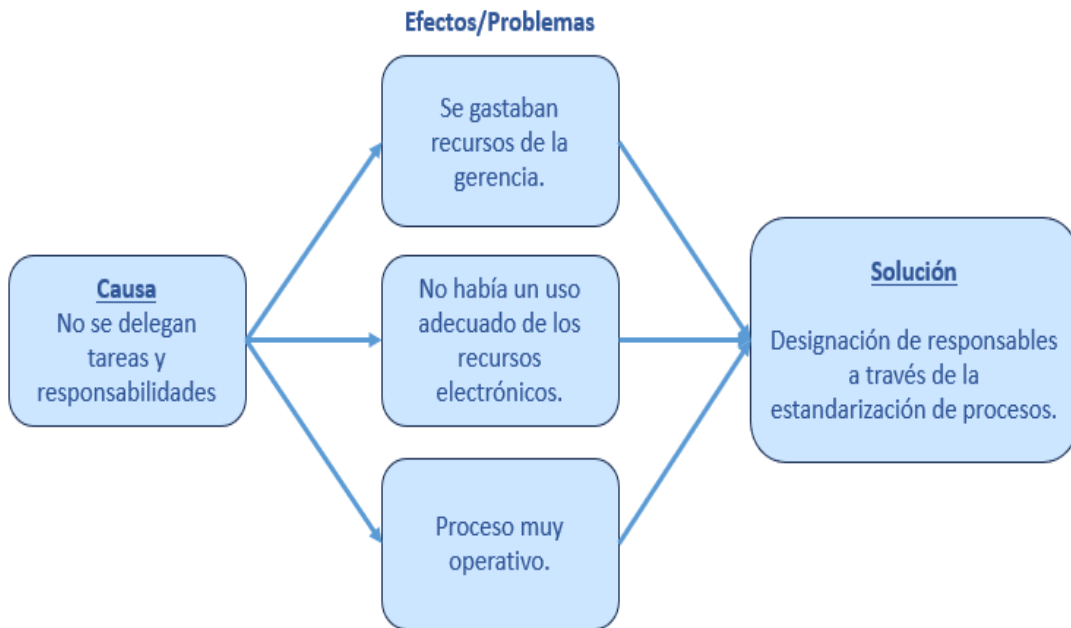 Efectos/Problemas
Se gastaban
recursos de la
gerencia.
Causa
No se delegan
tareas y
responsabilidades
No había un uso
adecuado de los
recursos
electrónicos.
Proceso muy
operativo.
Solución
Designación de responsables
a través de la
estandarización de procesos.